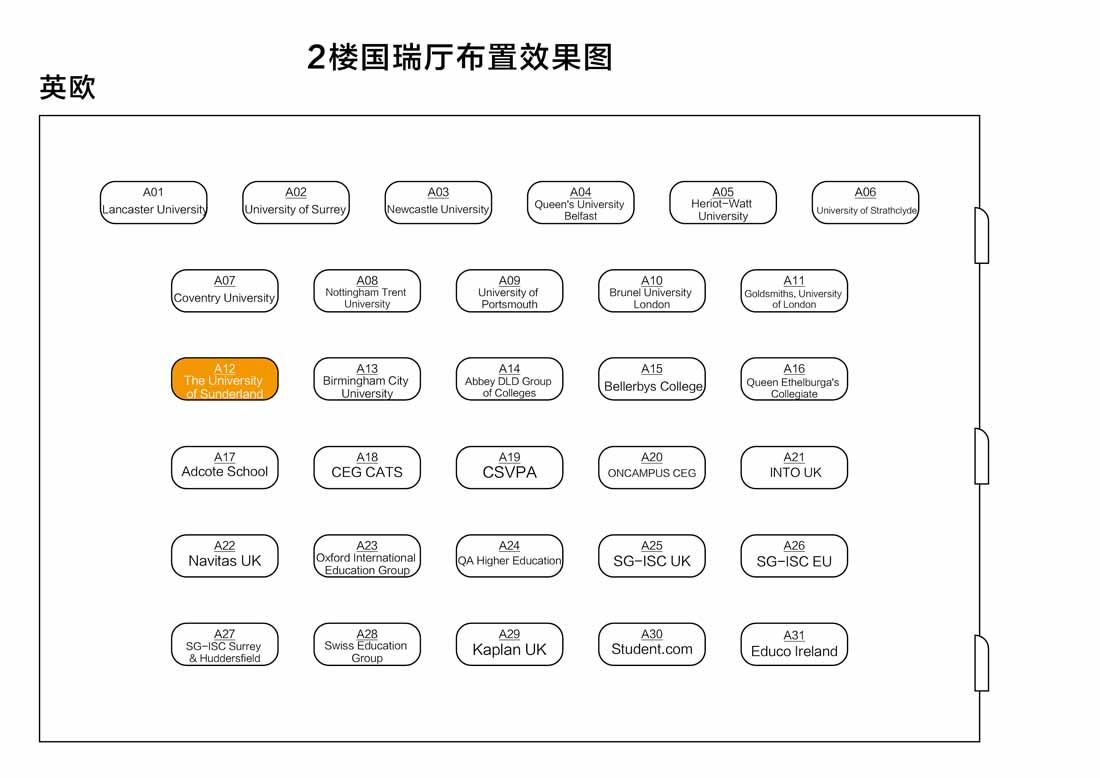 2楼国瑞厅布置效果图
英欧
A01
Lancaster University
A02
University of Surrey
A03
Newcastle University
A04
Queen's University
Belfast
A05
Heriot-Watt
University
A06
University of Strathclyde
A07
Coventry University
A08
Nottingham Trent
University
A09
University of
Portsmouth
A10
Brunel University
London
A11
Goldsmiths, University
of London
A12
The University
of Sunderland
A13
Birmingham City
University
A14
Abbey DLD Group
of Colleges
A15
Bellerbys College
A16
Queen Ethelburga's
Collegiate
A17
Adcote School
A18
CEG CATS
A19
CSVPA
A20
ONCAMPUS CEG
A21
INTO UK
A22
Navitas UK
A23
Oxford International
Education Group
A24
QA Higher Education
A25
SG-ISC UK
A26
SG-ISC EU
A27
SG-ISC Surrey
& Huddersfield
A28
Swiss Education
Group
A29
Kaplan UK
A30
Student.com
A31
Educo Ireland